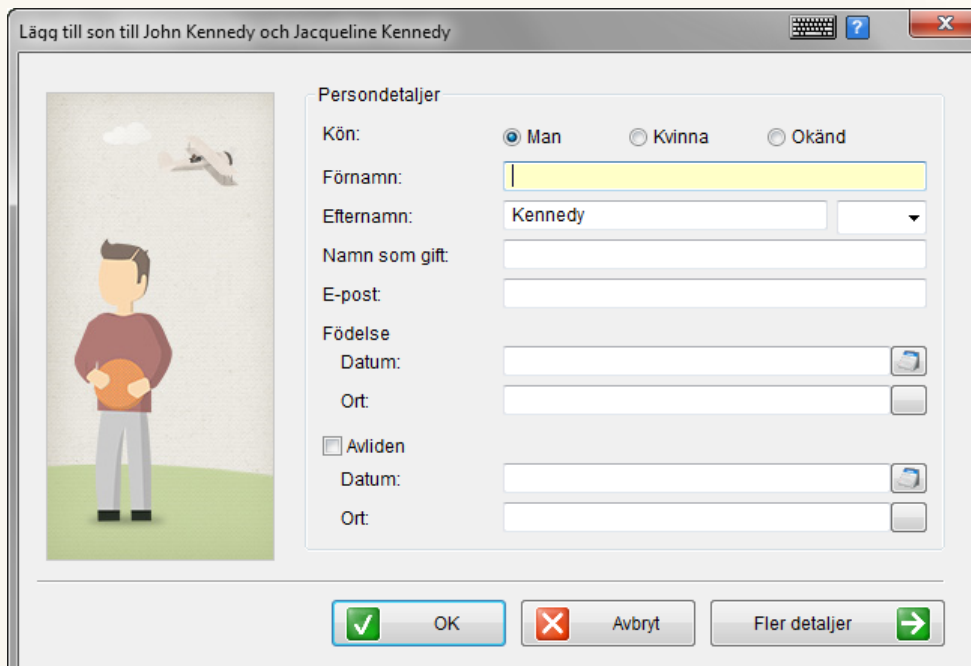 Lägg till son till John Kennedy och Jacqueline Kennedy
?
X
Persondetaljer
Kön:
Man
Kvinna
Okänd
Förnamn:
Efternamn:
Kennedy
Namn som gift:
E-post:
Födelse
Datum:
Ort:
Avliden
Datum:
Ort:
OK
Avbryt
Fler detaljer